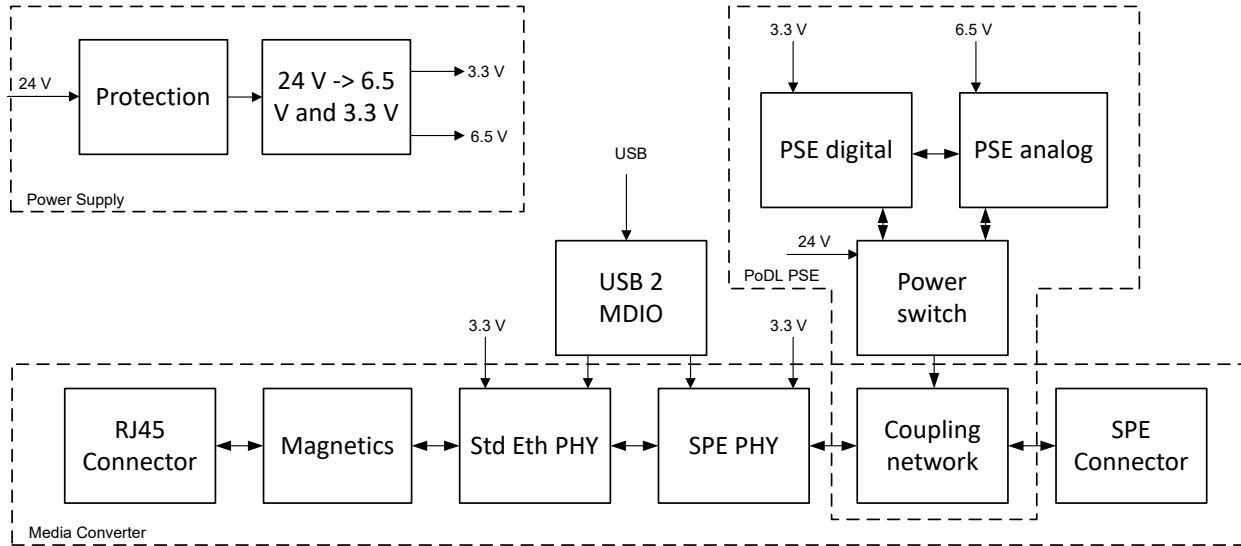 24 V
Protection
24 V -> 6.5
V and 3.3 V
3.3 V
6.5 V
Power Supply
3.3 V
6.5 V
PSE digital
PSE analog
24 V
Power
switch
PoDL PSE
USB
USB 2
MDIO
3.3 V
3.3 V
RJ45
Connector
Magnetics
Std Eth PHY
SPE PHY
Coupling
network
SPE
Connector
Media Converter